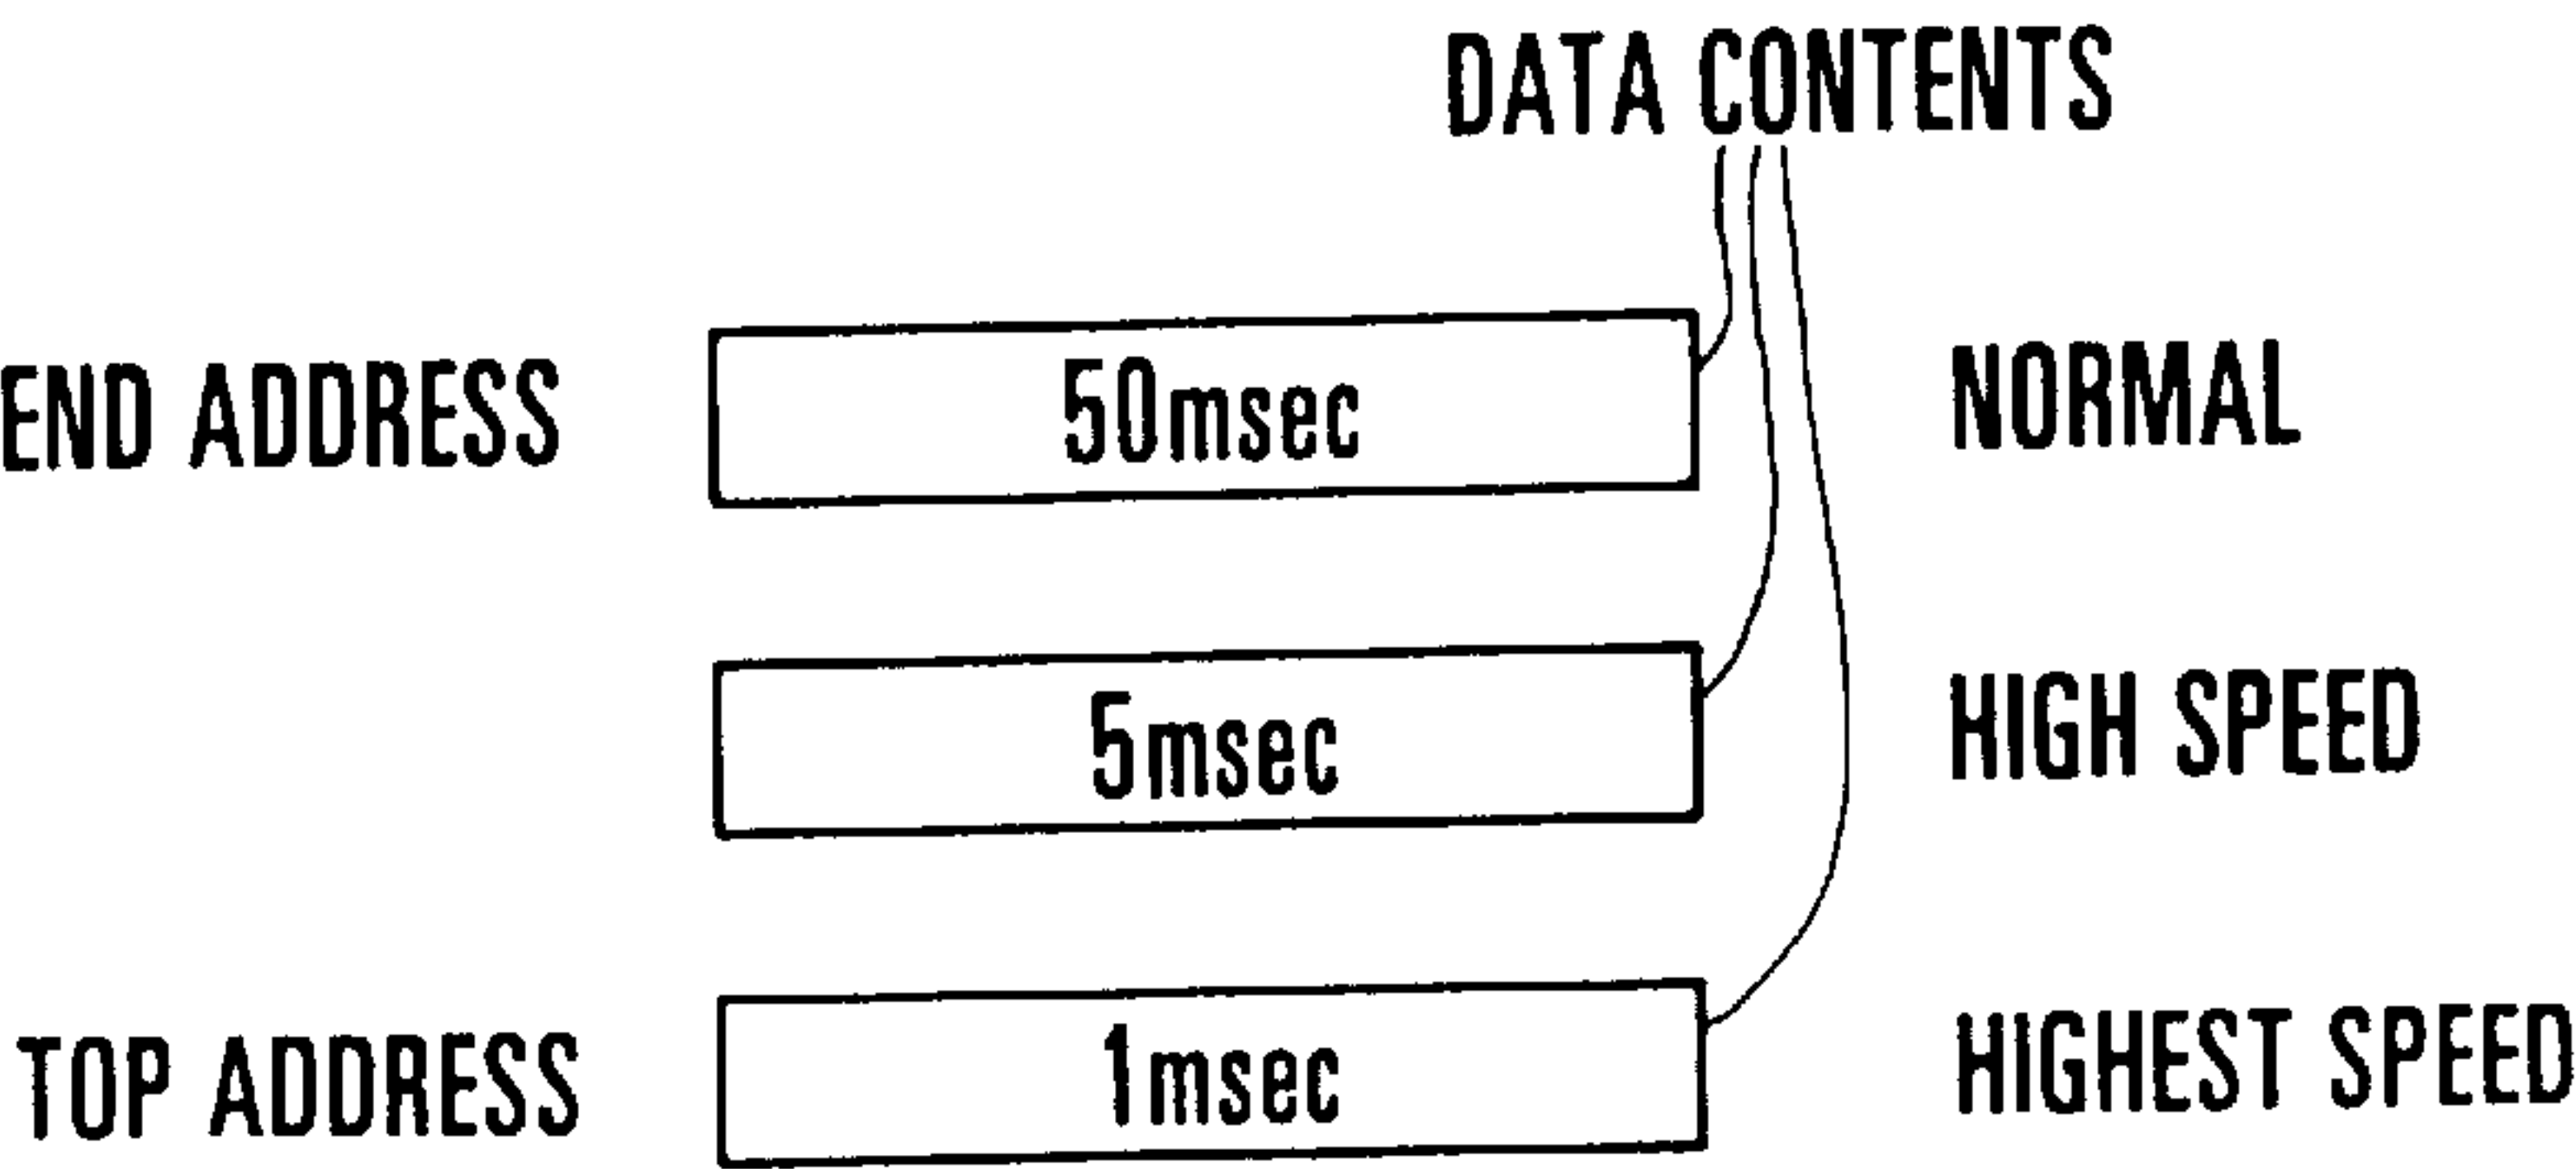 DATA CONTENTS
END ADDRESS 50msec NORMAL
5msec HIGH SPEED
TOP ADDRESS 1msec HIGHEST SPEED